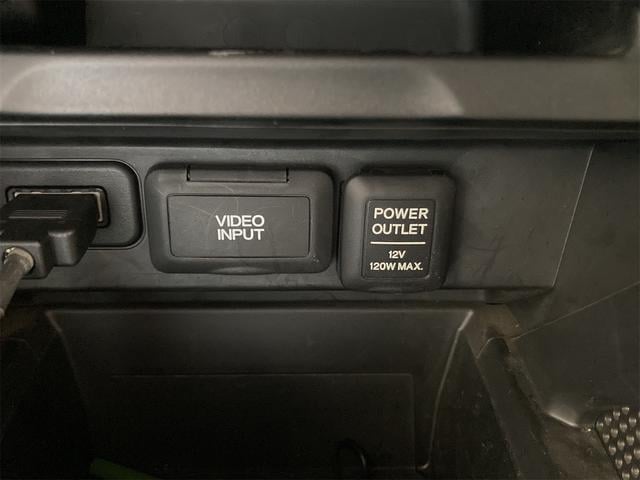 VIDEO
INPUT
POWER
OUTLET
12V
120W MAX.